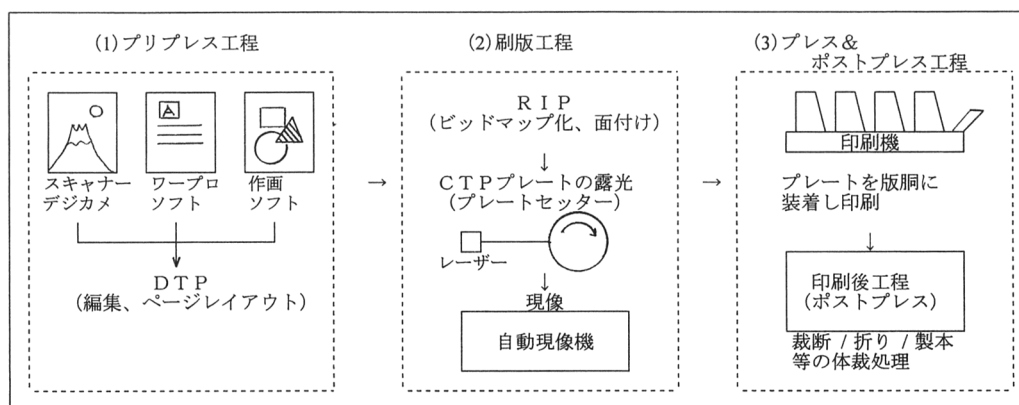 (1)プリプレス工程
スキャナー
デジカメ
A
ワープロ
ソフト
作画
ソフト
DTP
(編集、ページレイアウト)
→
(2)刷版工程
RIP
(ビッドマップ化、面付け)
↓
CTPプレートの露光
(プレートセッター)
レーザー
↓
現像
自動現像機
→
(3)プレス&
ポストプレス工程
印刷機
プレートを版胴に
装着し印刷
↓
印刷後工程
(ポストプレス)
裁断 / 折り / 製本
等の体裁処理